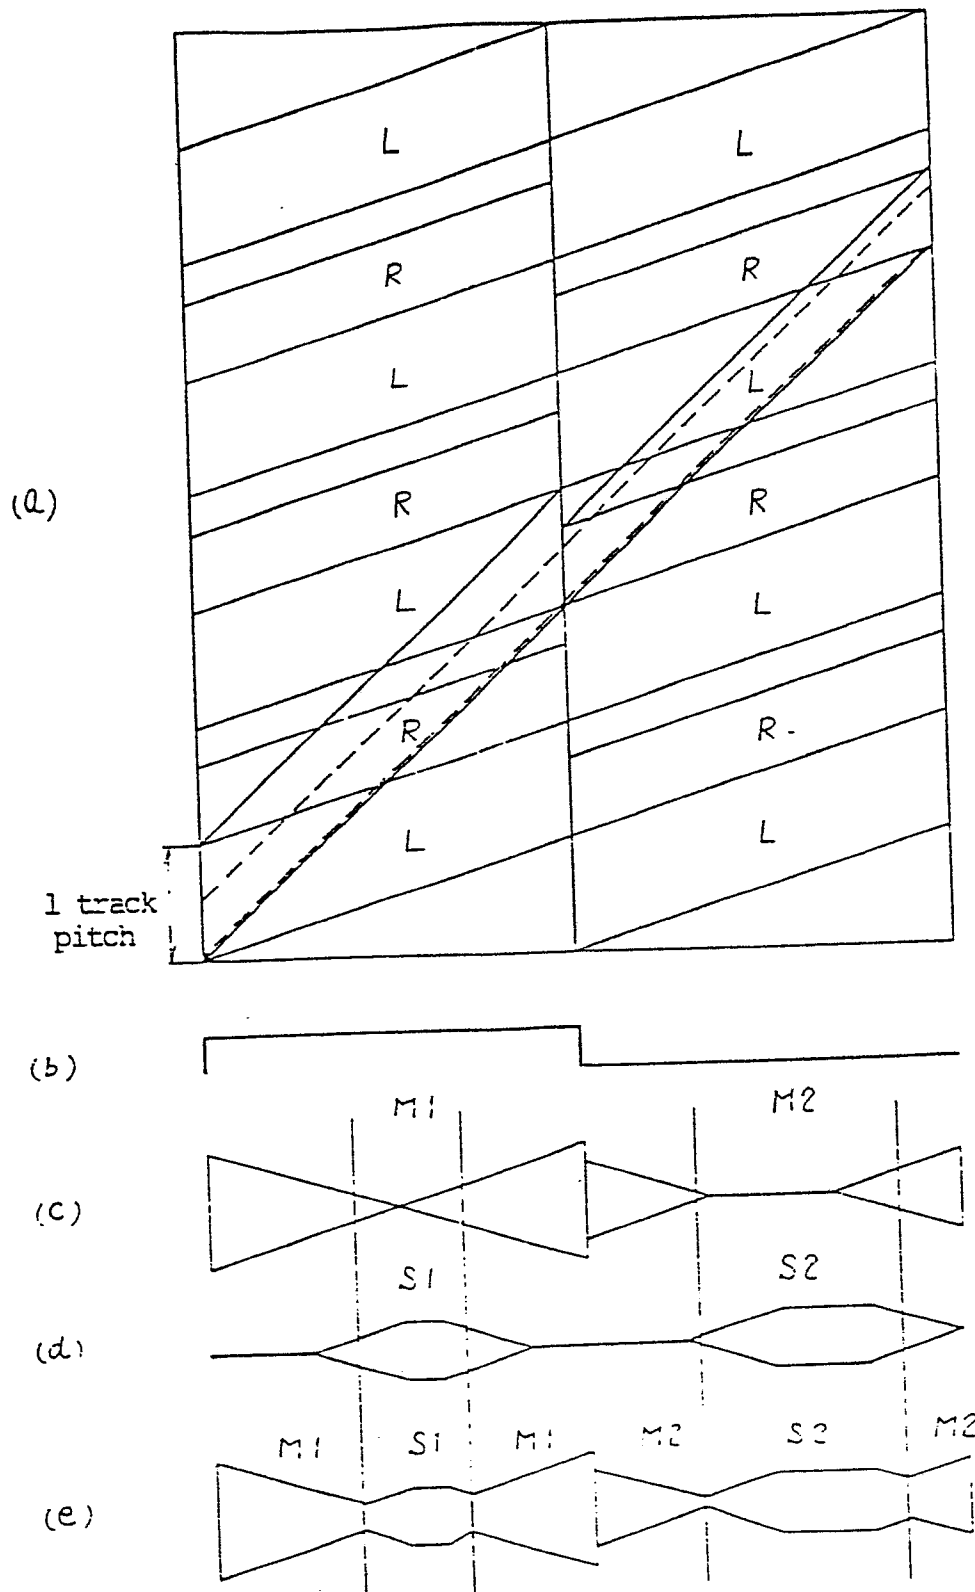 L L
R R
L L
(a)
R R
L L
R R
L L
1 track
pitch
(b)
M1 M2
(c)
S1 S2
(d)
M1 S1 M1 M2 S2 M2
(e)